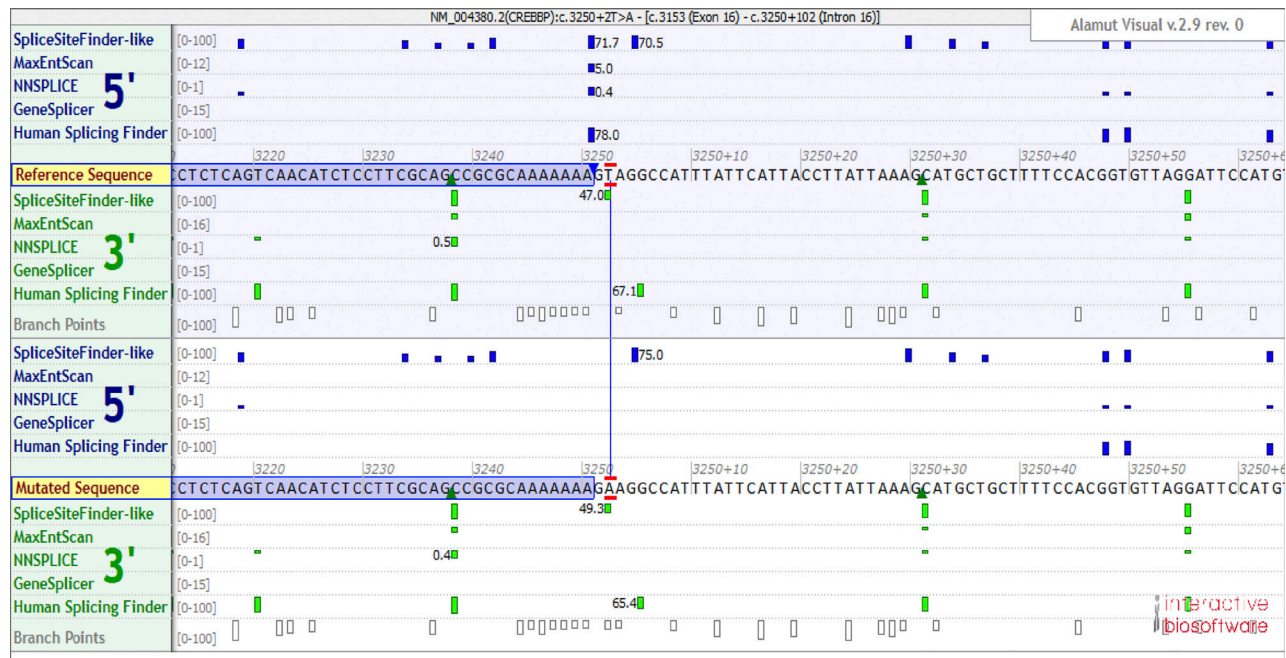 NM_004380.2(CREBBP):c.3250+2T>A - [c.3153 (Exon 16) - c.3250+102 (Intron 16)]
Alamut Visual v.2.9 rev. 0
SpliceSiteFinder-like [0-100] 71.7 70.5
MaxEntScan [0-12] 5.0
NNSPLICE 5' [0-1] 0.4
GeneSplicer [0-15]
Human Splicing Finder [0-100] 78.0
3220 3230 3240 3250 3250+10 3250+20 3250+30 3250+40 3250+50 3250+6
Reference Sequence CCTCTCAGTCAACATCTCCTTCGCAGCCGCGCAAAAAAAGTAGGCCATTTATTCATTACCTTATTAAAGCATGCTGCTTTTCCACGGTGTTAGGATTCCATG
SpliceSiteFinder-like [0-100] 47.0
MaxEntScan [0-16]
NNSPLICE 3' [0-1] 0.5
GeneSplicer [0-15]
Human Splicing Finder [0-100] 67.1
Branch Points [0-100]
SpliceSiteFinder-like [0-100] 75.0
MaxEntScan [0-12]
NNSPLICE 5' [0-1]
GeneSplicer [0-15]
Human Splicing Finder [0-100]
3220 3230 3240 3250 3250+10 3250+20 3250+30 3250+40 3250+50 3250+6
Mutated Sequence CCTCTCAGTCAACATCTCCTTCGCAGCCGCGCAAAAAAAGAAGGCCATTTATTCATTACCTTATTAAAGCATGCTGCTTTTCCACGGTGTTAGGATTCCATG
SpliceSiteFinder-like [0-100] 49.3
MaxEntScan [0-16]
NNSPLICE 3' [0-1] 0.4
GeneSplicer [0-15]
Human Splicing Finder [0-100] 65.4
Branch Points [0-100]
interactive
biosoftware